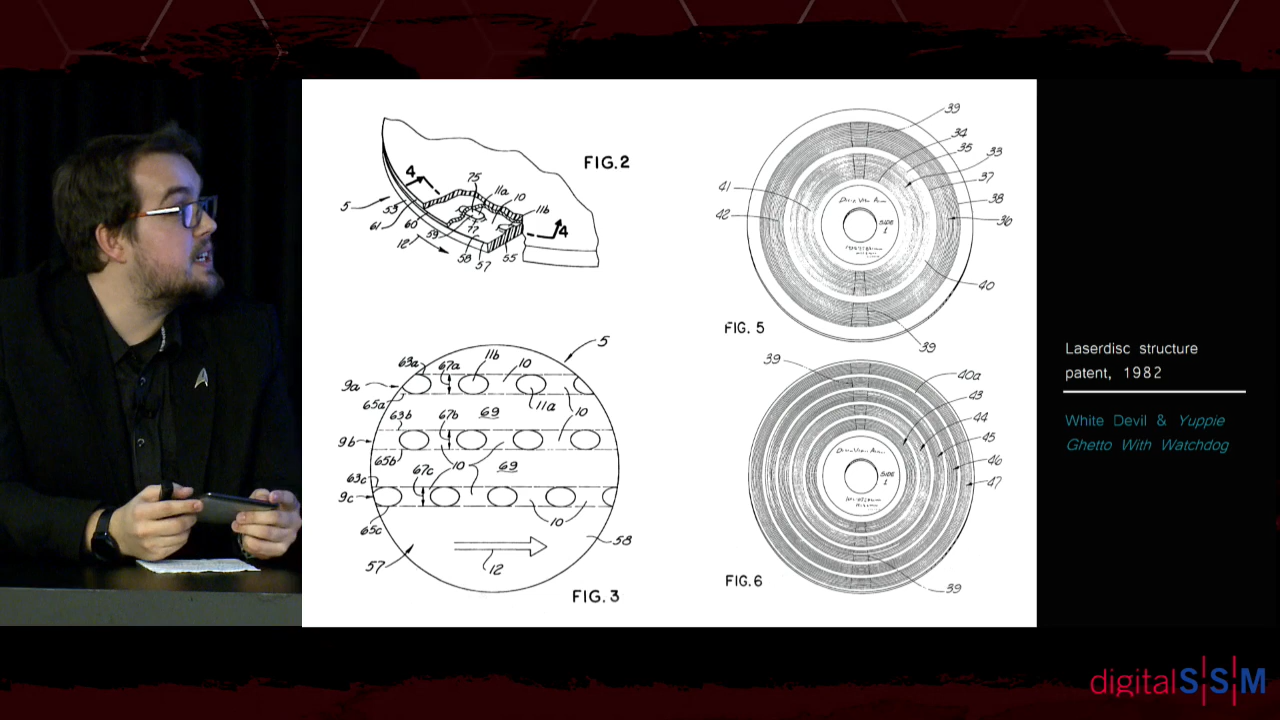 FIG.2
4
75
11a
10
11b
5
53
61
60
59
77
12
58
57
55
4
39
34
35
33
37
38
36
41
42
SIDE
1
40
FIG. 5
39
5
63a
67a
11b
10
9a
65a
11a
10
63b
67b
69
9b
65b
10
69
63c
67c
9c
65c
10
57
12
58
FIG. 3
39
40a
43
44
45
46
47
SIDE
1
FIG. 6
39
Laserdisc structure
patent, 1982
White Devil & Yuppie
Ghetto With Watchdog
digitalSSM